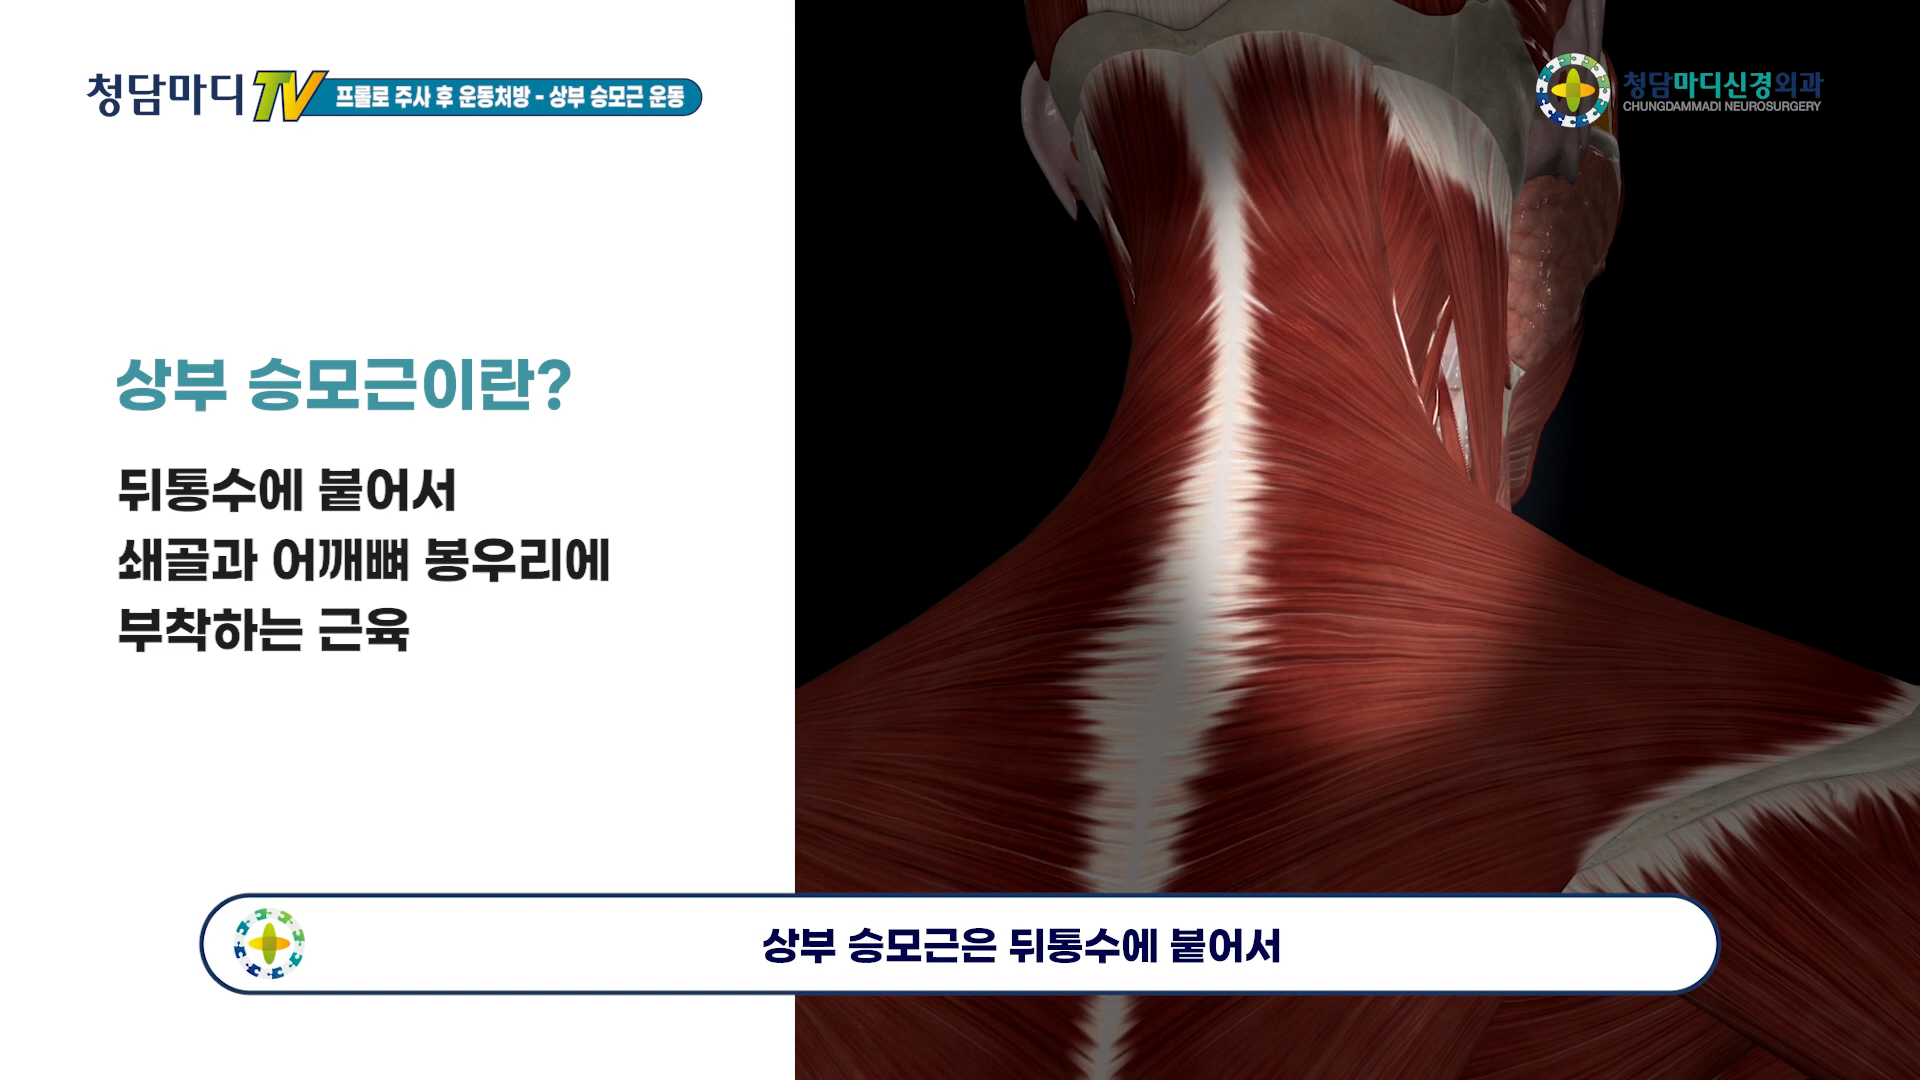 청담마디TV 프롤로 주사 후 운동처방 - 상부 승모근 운동
청담마디신경외과
CHUNGDAMMADI NEUROSURGERY
상부 승모근이란?
뒤통수에 붙어서
쇄골과 어깨뼈 봉우리에
부착하는 근육
상부 승모근은 뒤통수에 붙어서